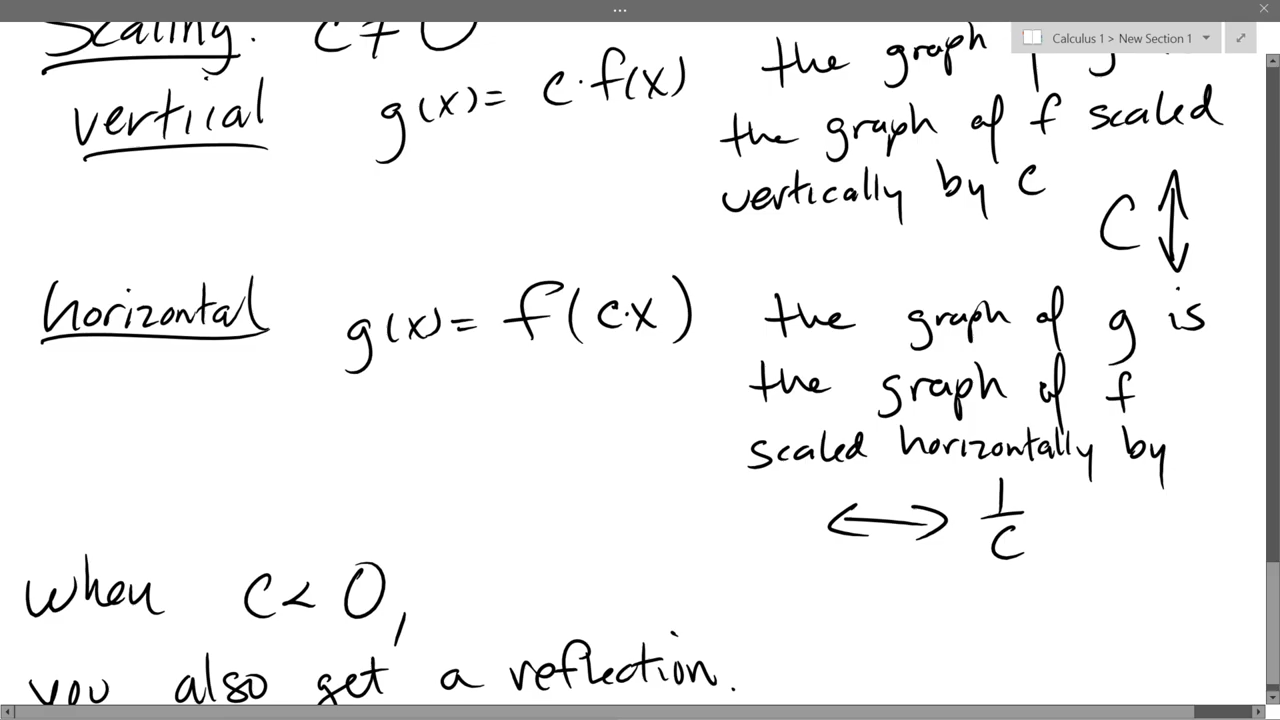 Calculus 1 > New Section 1
Scaling: c ≠ 0
vertical g(x) = c·f(x) the graph
the graph of f scaled
vertically by c
C ↕
horizontal g(x) = f(c·x) the graph of g is
the graph of f
scaled horizontally by
↔ 1/c
When c < 0,
you also get a reflection.